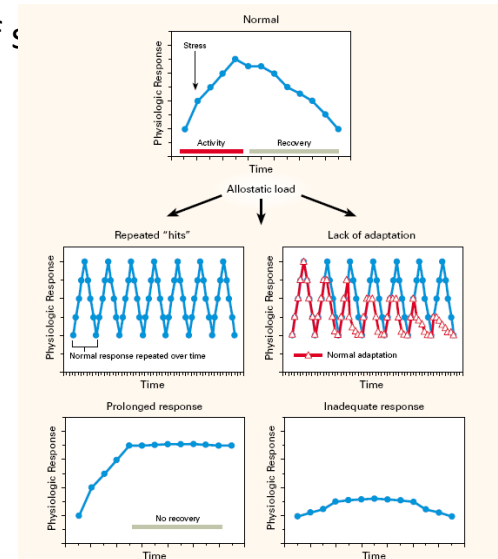 Normal
Physiologic Response
Stress
Activity
Recovery
Time
Allostatic load
Repeated “hits”
Physiologic Response
Normal response repeated over time
Time
Lack of adaptation
Physiologic Response
Normal adaptation
Time
Prolonged response
Physiologic Response
No recovery
Time
Inadequate response
Physiologic Response
Time